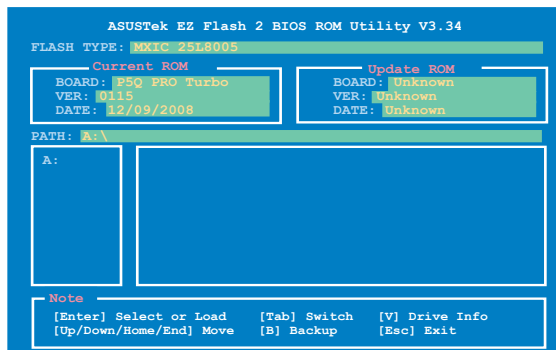 ASUSTek EZ Flash 2 BIOS ROM Utility V3.34
FLASH TYPE: MXIC 25L8005
Current ROM
BOARD: P5Q PRO Turbo
VER: 0115
DATE: 12/09/2008
Update ROM
BOARD: Unknown
VER: Unknown
DATE: Unknown
PATH: A:\
A:
Note
[Enter] Select or Load [Tab] Switch [V] Drive Info
[Up/Down/Home/End] Move [B] Backup [Esc] Exit